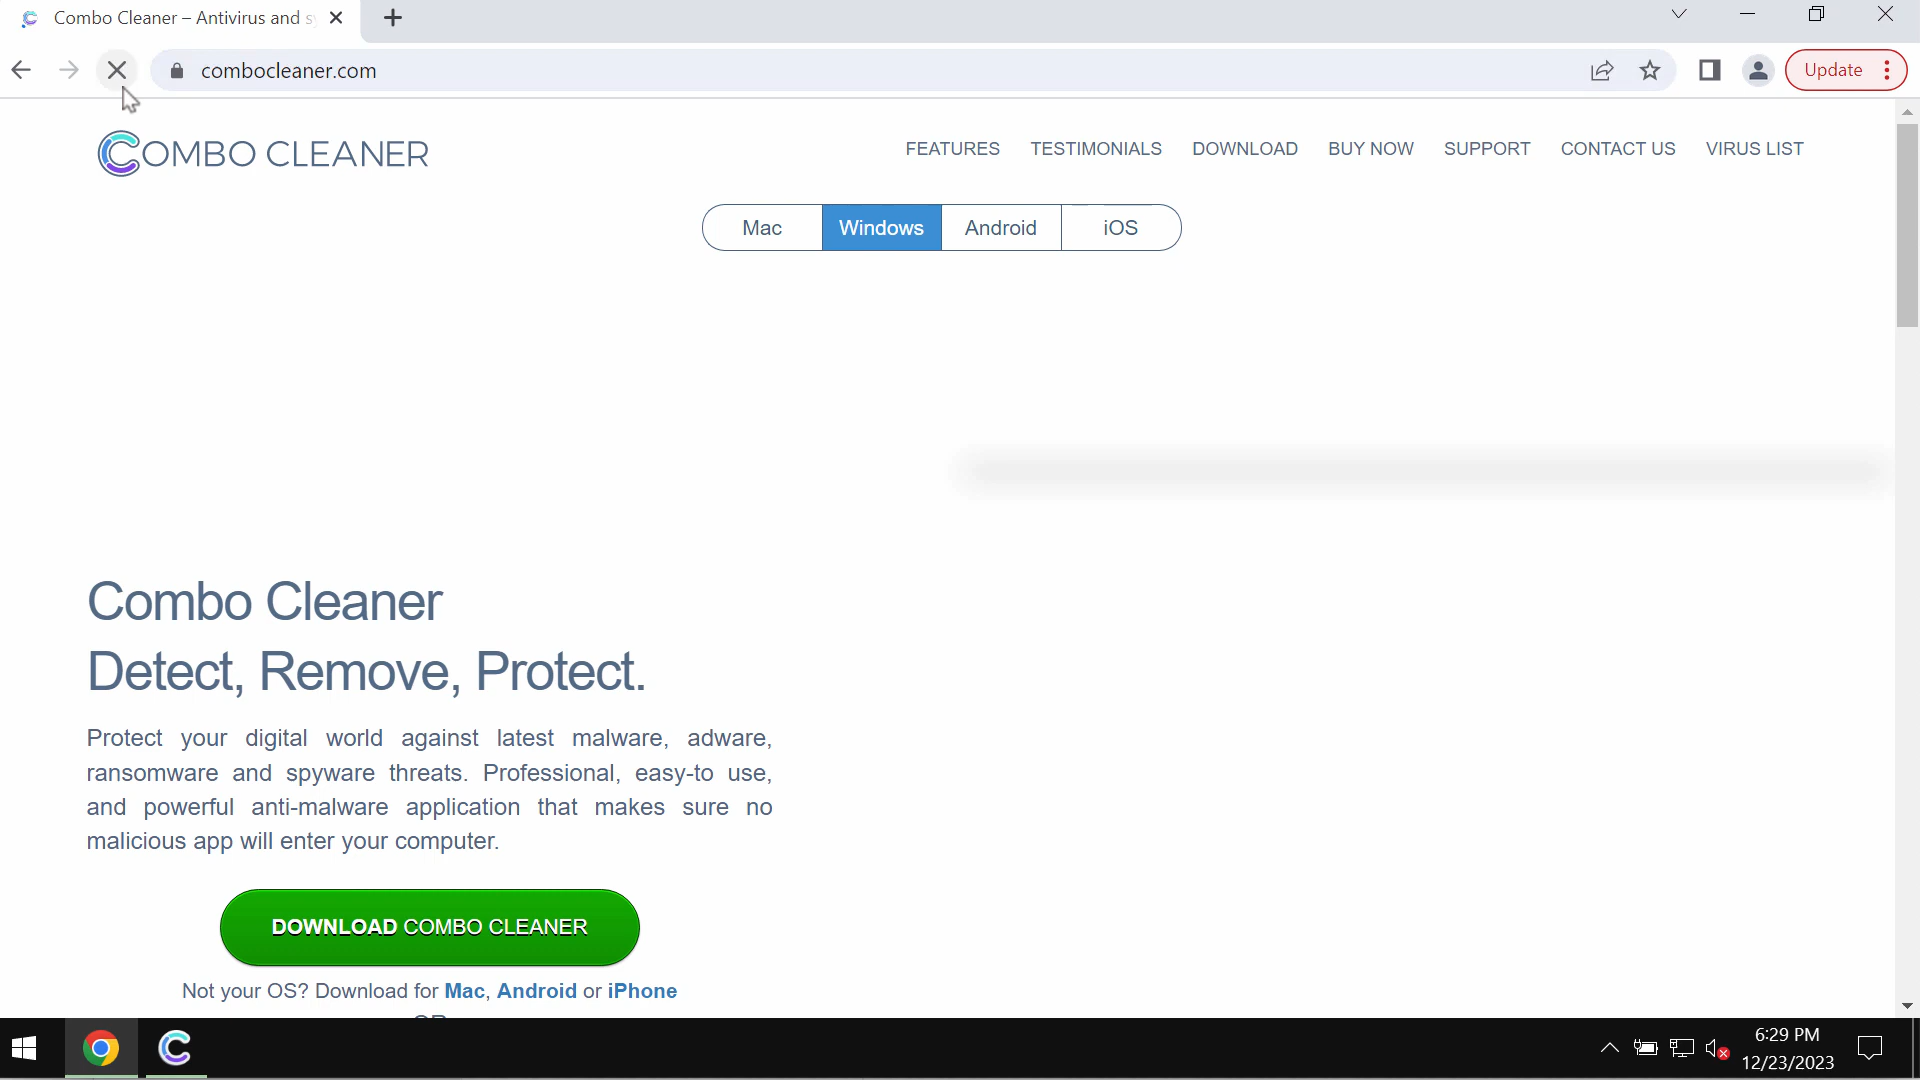 Combo Cleaner – Antivirus and
combocleaner.com
Update
COMBO CLEANER
FEATURES TESTIMONIALS DOWNLOAD BUY NOW SUPPORT CONTACT US VIRUS LIST
Mac Windows Android iOS
Combo Cleaner
Detect, Remove, Protect.
Protect your digital world against latest malware, adware,
ransomware and spyware threats. Professional, easy-to use,
and powerful anti-malware application that makes sure no
malicious app will enter your computer.
DOWNLOAD COMBO CLEANER
Not your OS? Download for Mac, Android or iPhone
6:29 PM
12/23/2023